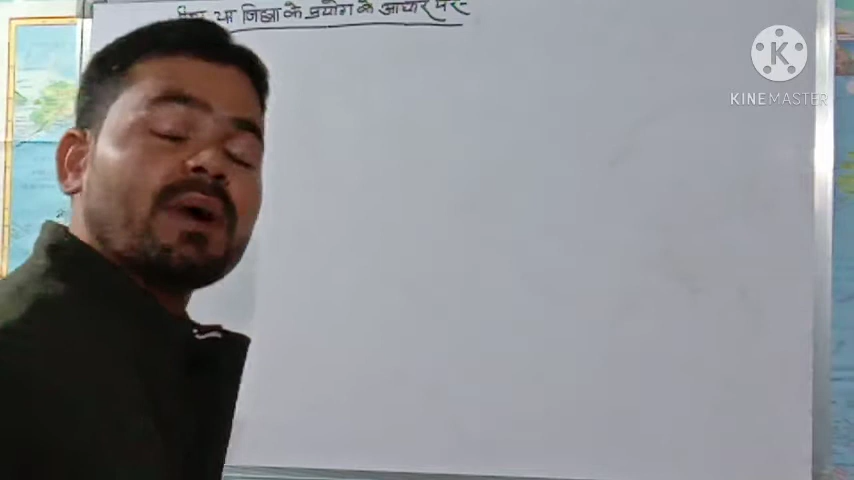 या जिह्वा के प्रयोग के आधार पर-
K
KINEMASTER